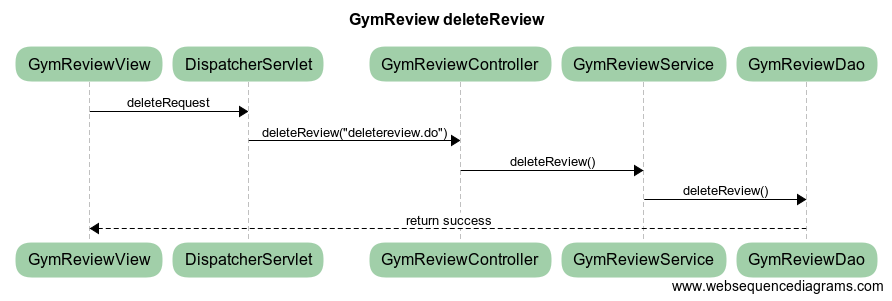 GymReview deleteReview
GymReviewView DispatcherServlet GymReviewController GymReviewService GymReviewDao
deleteRequest
deleteReview("deletereview.do")
deleteReview()
deleteReview()
return success
GymReviewView DispatcherServlet GymReviewController GymReviewService GymReviewDao
www.websequencediagrams.com